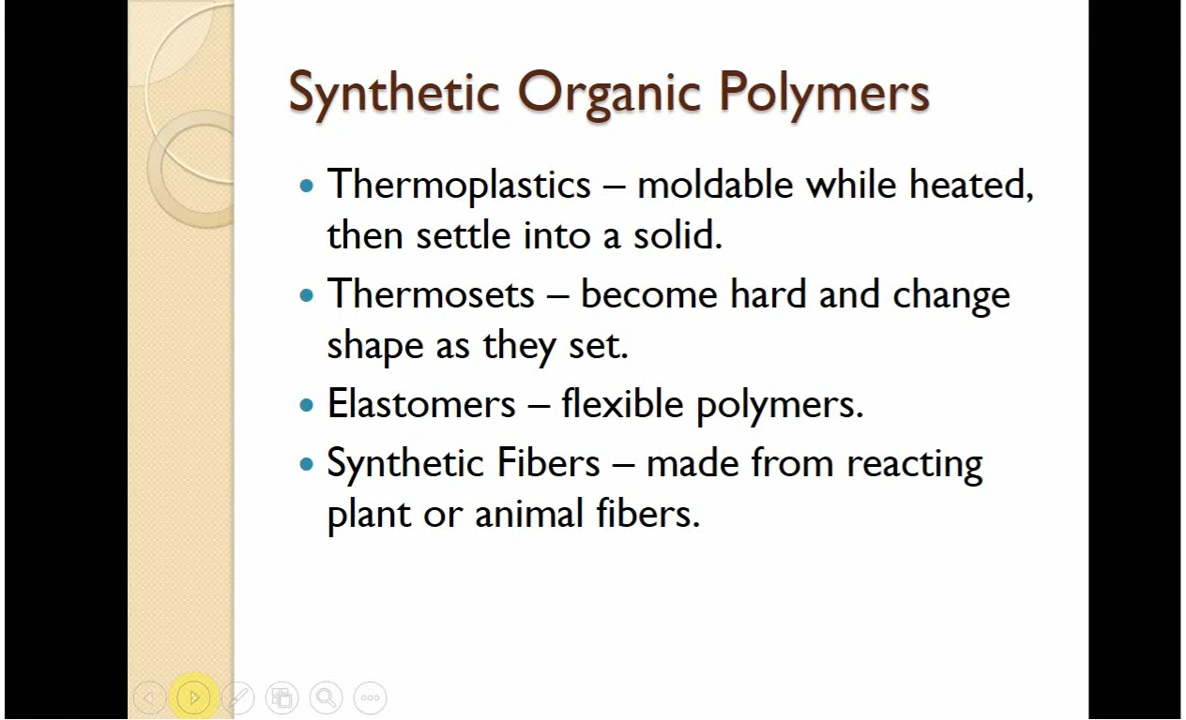 Synthetic Organic Polymers
• Thermoplastics – moldable while heated,
then settle into a solid.
• Thermosets – become hard and change
shape as they set.
• Elastomers – flexible polymers.
• Synthetic Fibers – made from reacting
plant or animal fibers.